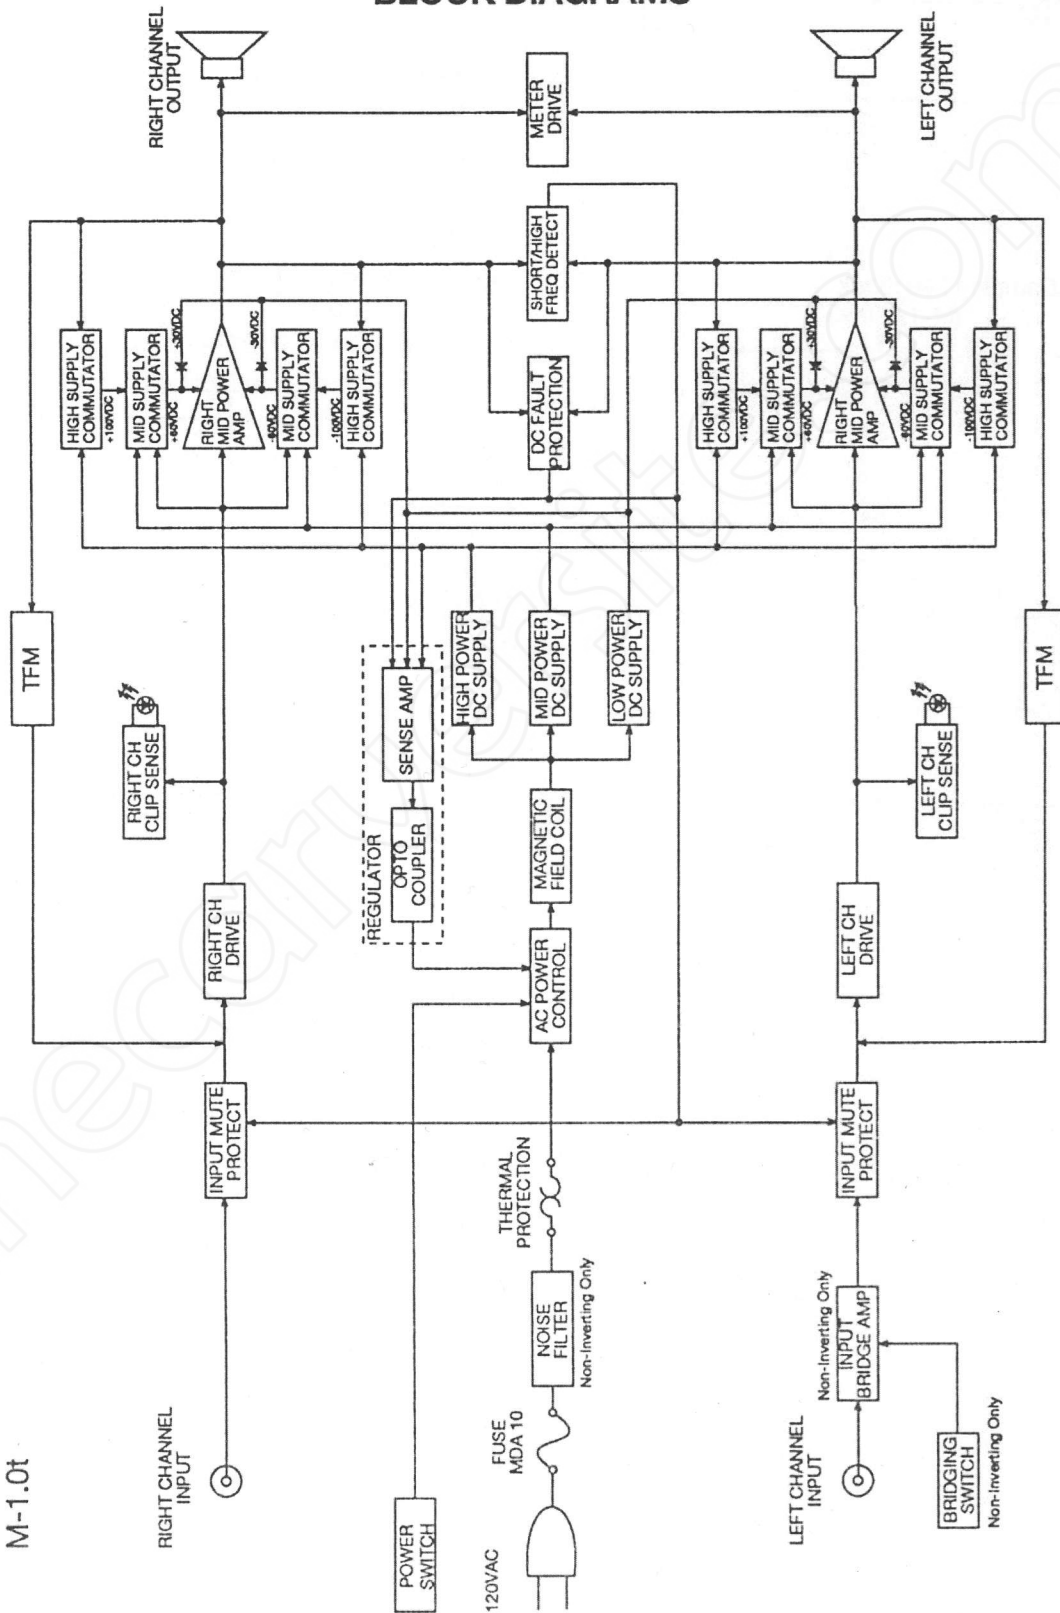 BLOCK DIAGRAMS
M-1.0t
RIGHT CHANNEL
INPUT
INPUT MUTE
PROTECT
RIGHT CH
DRIVE
RIGHT CH
CLIP SENSE
TFM
HIGH SUPPLY
COMMUTATOR
+100VDC
MID SUPPLY
COMMUTATOR
+60VDC
+30VDC
RIGHT
MID POWER
AMP
-30VDC
-60VDC
MID SUPPLY
COMMUTATOR
-100VDC
HIGH SUPPLY
COMMUTATOR
RIGHT CHANNEL
OUTPUT
POWER
SWITCH
REGULATOR
OPTO
COUPLER
SENSE AMP
120VAC
FUSE
MDA 10
NOISE
FILTER
Non-Inverting Only
THERMAL
PROTECTION
AC POWER
CONTROL
MAGNETIC
FIELD COIL
HIGH POWER
DC SUPPLY
MID POWER
DC SUPPLY
LOW POWER
DC SUPPLY
DC FAULT
PROTECTION
SHORT/HIGH
FREQ DETECT
METER
DRIVE
LEFT CHANNEL
INPUT
Non-Inverting Only
INPUT
BRIDGE AMP
BRIDGING
SWITCH
Non-Inverting Only
INPUT MUTE
PROTECT
LEFT CH
DRIVE
LEFT CH
CLIP SENSE
TFM
HIGH SUPPLY
COMMUTATOR
+100VDC
MID SUPPLY
COMMUTATOR
+60VDC
+30VDC
RIGHT
MID POWER
AMP
-30VDC
-60VDC
MID SUPPLY
COMMUTATOR
-100VDC
HIGH SUPPLY
COMMUTATOR
LEFT CHANNEL
OUTPUT